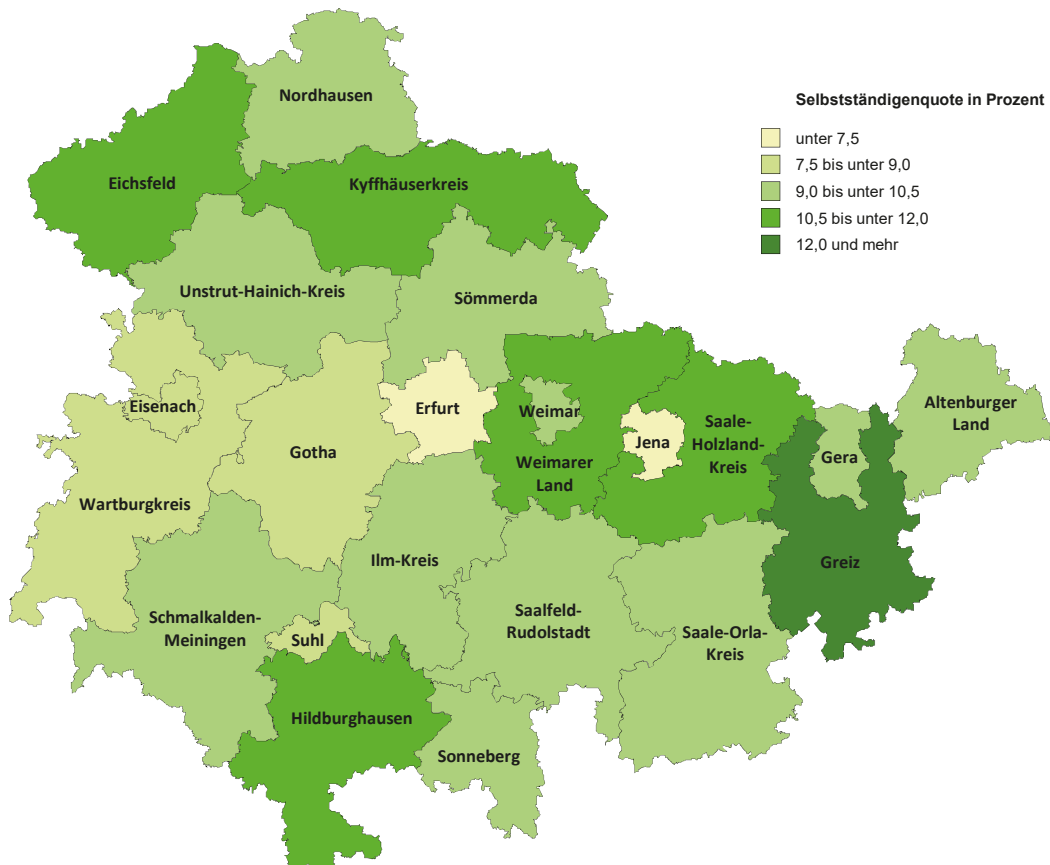 Selbstständigenquote in Prozent
unter 7,5
7,5 bis unter 9,0
9,0 bis unter 10,5
10,5 bis unter 12,0
12,0 und mehr
Nordhausen
Eichsfeld
Kyffhäuserkreis
Unstrut-Hainich-Kreis
Sömmerda
Eisenach
Erfurt
Weimar
Jena
Saale-
Holzland-
Kreis
Altenburger
Land
Gotha
Weimarer
Land
Gera
Wartburgkreis
Ilm-Kreis
Greiz
Schmalkalden-
Meiningen
Suhl
Saalfeld-
Rudolstadt
Saale-Orla-
Kreis
Hildburghausen
Sonneberg